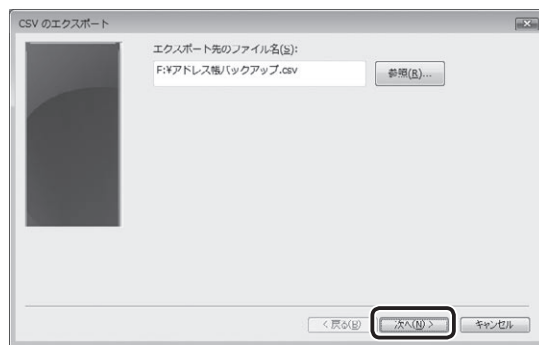 CSV のエクスポート
エクスポート先のファイル名(S):
F:¥アドレス帳バックアップ.csv
参照(R)...
< 戻る(B)
次へ(N) >
キャンセル